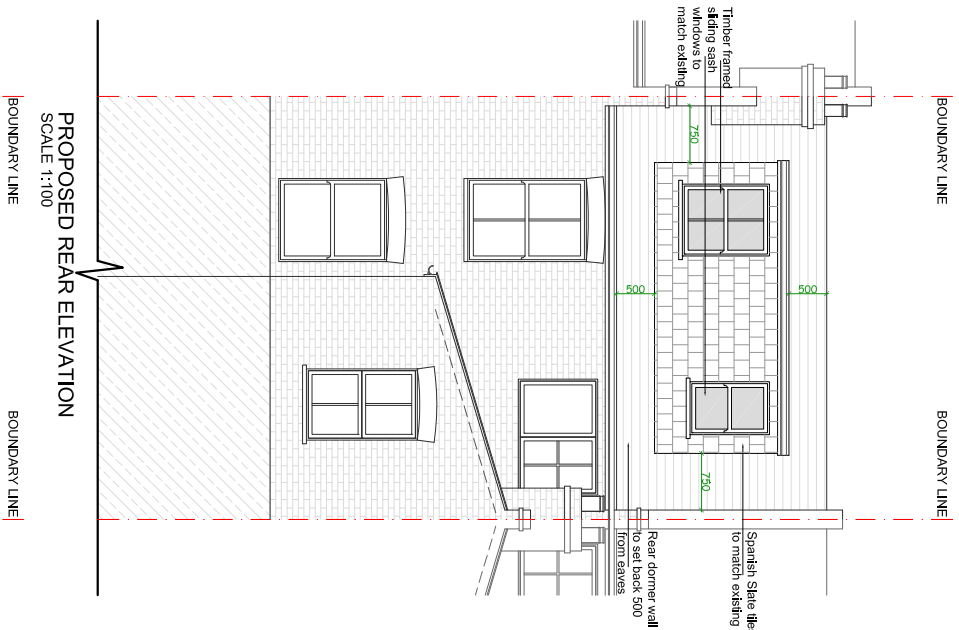 BOUNDARY LINE
BOUNDARY LINE
Timber framed
sliding sash
windows to
match existing
750
500
500
750
Spanish Slate tile
to match existing
Rear dormer wall
to set back 500
from eaves
PROPOSED REAR ELEVATION
SCALE 1:100
BOUNDARY LINE
BOUNDARY LINE